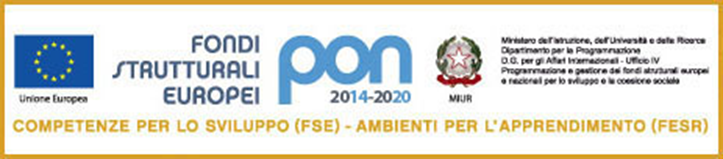 Unione Europea
FONDI
STRUTTURALI
EUROPEI
pon
2014-2020
MIUR
Ministero dell'Istruzione, dell'Università e della Ricerca
Dipartimento per la Programmazione
D.G. per gli Affari Internazionali - Ufficio IV
Programmazione e gestione dei fondi strutturali europei
e nazionali per lo sviluppo e la coesione sociale
COMPETENZE PER LO SVILUPPO (FSE) - AMBIENTI PER L'APPRENDIMENTO (FESR)